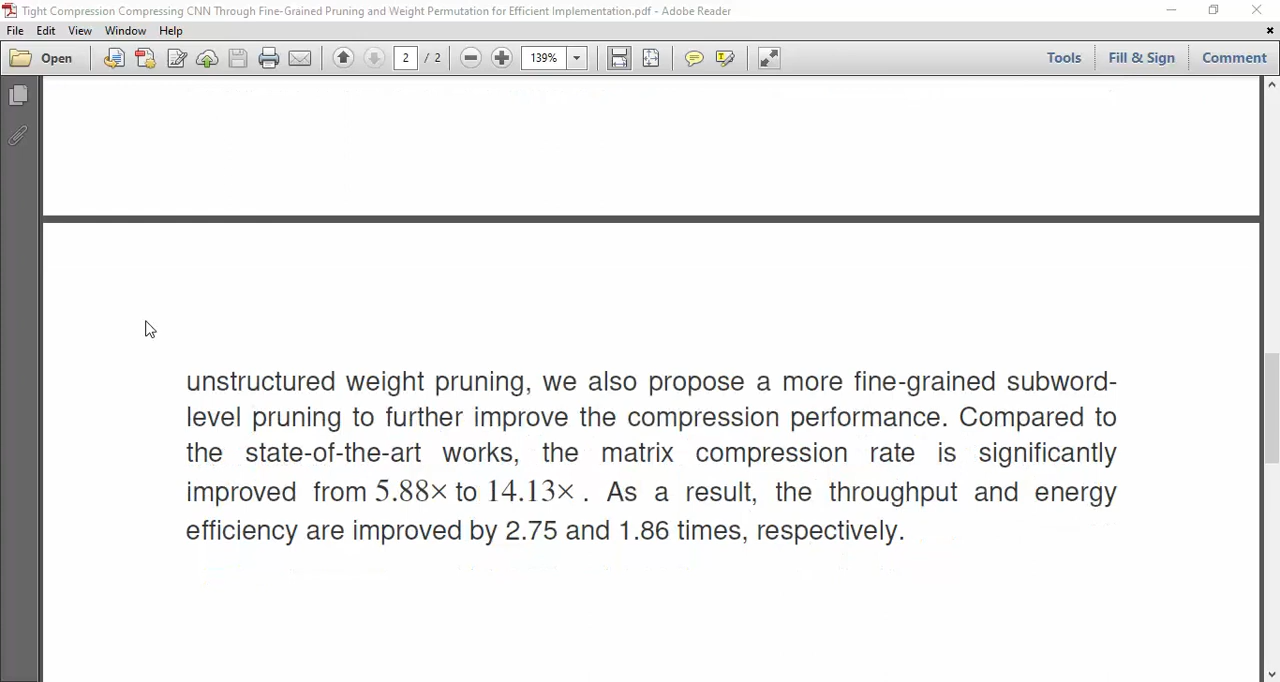 Tight Compression Compressing CNN Through Fine-Grained Pruning and Weight Permutation for Efficient Implementation.pdf - Adobe Reader
File Edit View Window Help
Open 2 / 2 139% Tools Fill & Sign Comment
unstructured weight pruning, we also propose a more fine-grained subword-
level pruning to further improve the compression performance. Compared to
the state-of-the-art works, the matrix compression rate is significantly
improved from 5.88× to 14.13× . As a result, the throughput and energy
efficiency are improved by 2.75 and 1.86 times, respectively.